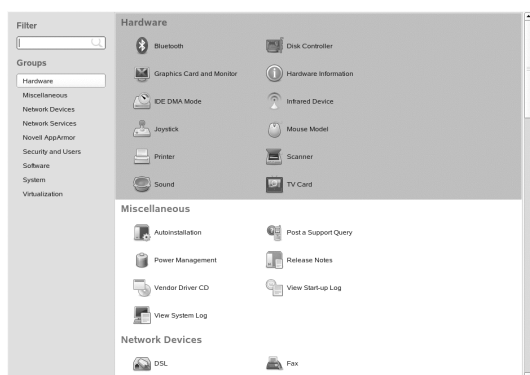 Filter
Groups
Hardware
Miscellaneous
Network Devices
Network Services
Novell AppArmor
Security and Users
Software
System
Virtualization
Hardware
Bluetooth
Disk Controller
Graphics Card and Monitor
Hardware Information
IDE DMA Mode
Infrared Device
Joystick
Mouse Model
Printer
Scanner
Sound
TV Card
Miscellaneous
Autoinstallation
Post a Support Query
Power Management
Release Notes
Vendor Driver CD
View Start-up Log
View System Log
Network Devices
DSL
Fax